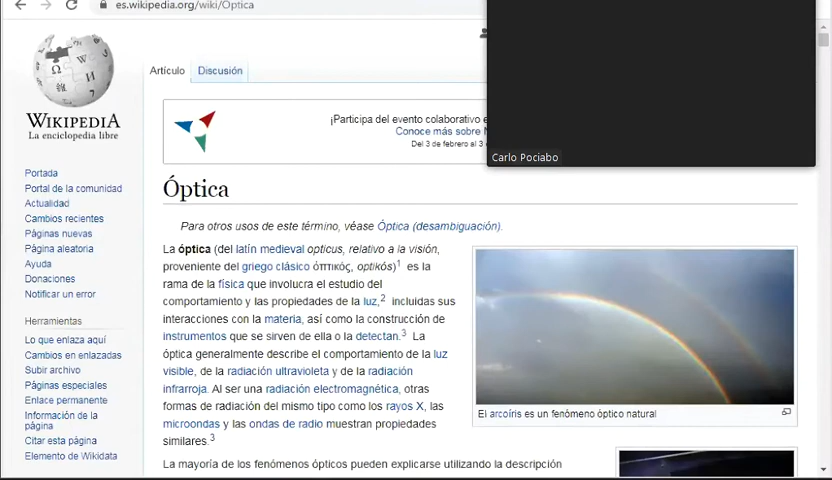 es.wikipedia.org/wiki/Óptica
WIKIPEDIA
La enciclopedia libre
Portada
Portal de la comunidad
Actualidad
Cambios recientes
Páginas nuevas
Página aleatoria
Ayuda
Donaciones
Notificar un error
Herramientas
Lo que enlaza aquí
Cambios en enlazadas
Subir archivo
Páginas especiales
Enlace permanente
Información de la
página
Citar esta página
Elemento de Wikidata
Artículo Discusión
¡Participa del evento colaborativo
Conoce más sobre
Del 3 de febrero al 3
Carlo Pociabo
Óptica
Para otros usos de este término, véase Óptica (desambiguación).
La óptica (del latín medieval opticus, relativo a la visión,
proveniente del griego clásico ὀπτικός, optikós)1 es la
rama de la física que involucra el estudio del
comportamiento y las propiedades de la luz,2 incluidas sus
interacciones con la materia, así como la construcción de
instrumentos que se sirven de ella o la detectan.3 La
óptica generalmente describe el comportamiento de la luz
visible, de la radiación ultravioleta y de la radiación
infrarroja. Al ser una radiación electromagnética, otras
formas de radiación del mismo tipo como los rayos X, las
microondas y las ondas de radio muestran propiedades
similares.3
La mayoría de los fenómenos ópticos pueden explicarse utilizando la descripción
El arcoíris es un fenómeno óptico natural